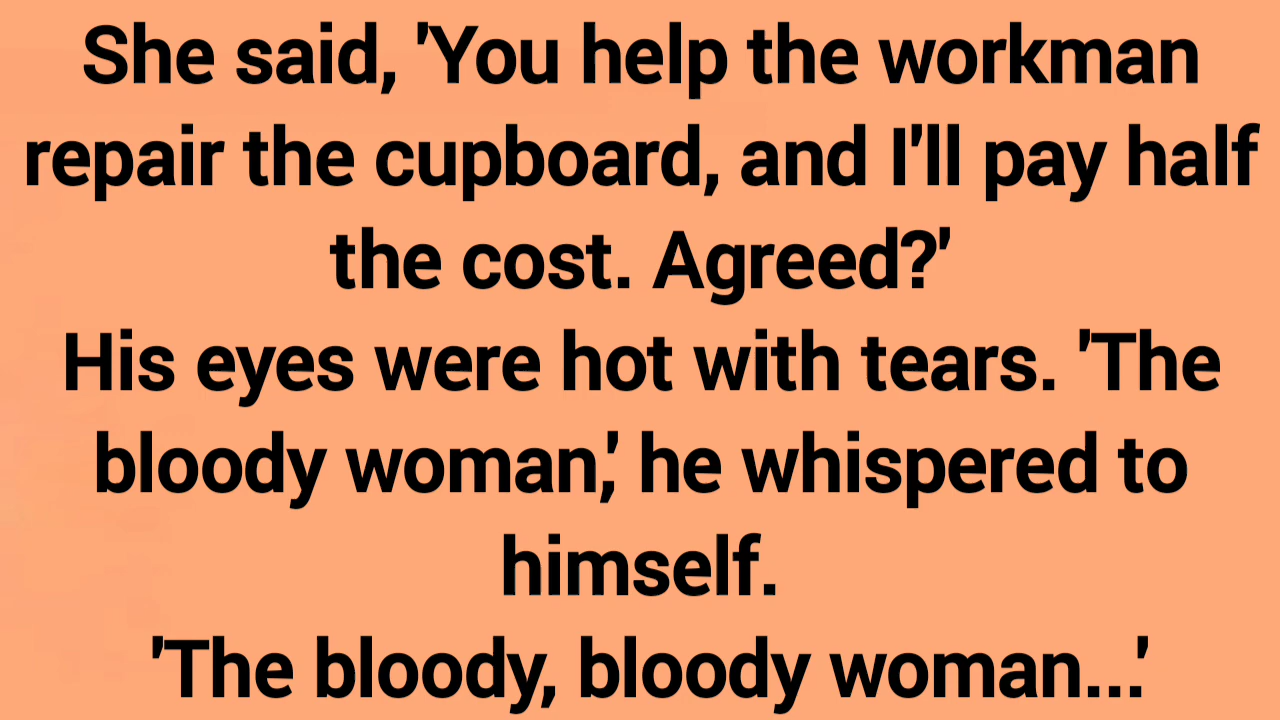 She said, 'You help the workman
repair the cupboard, and I'll pay half
the cost. Agreed?'
His eyes were hot with tears. 'The
bloody woman,' he whispered to
himself.
'The bloody, bloody woman...'